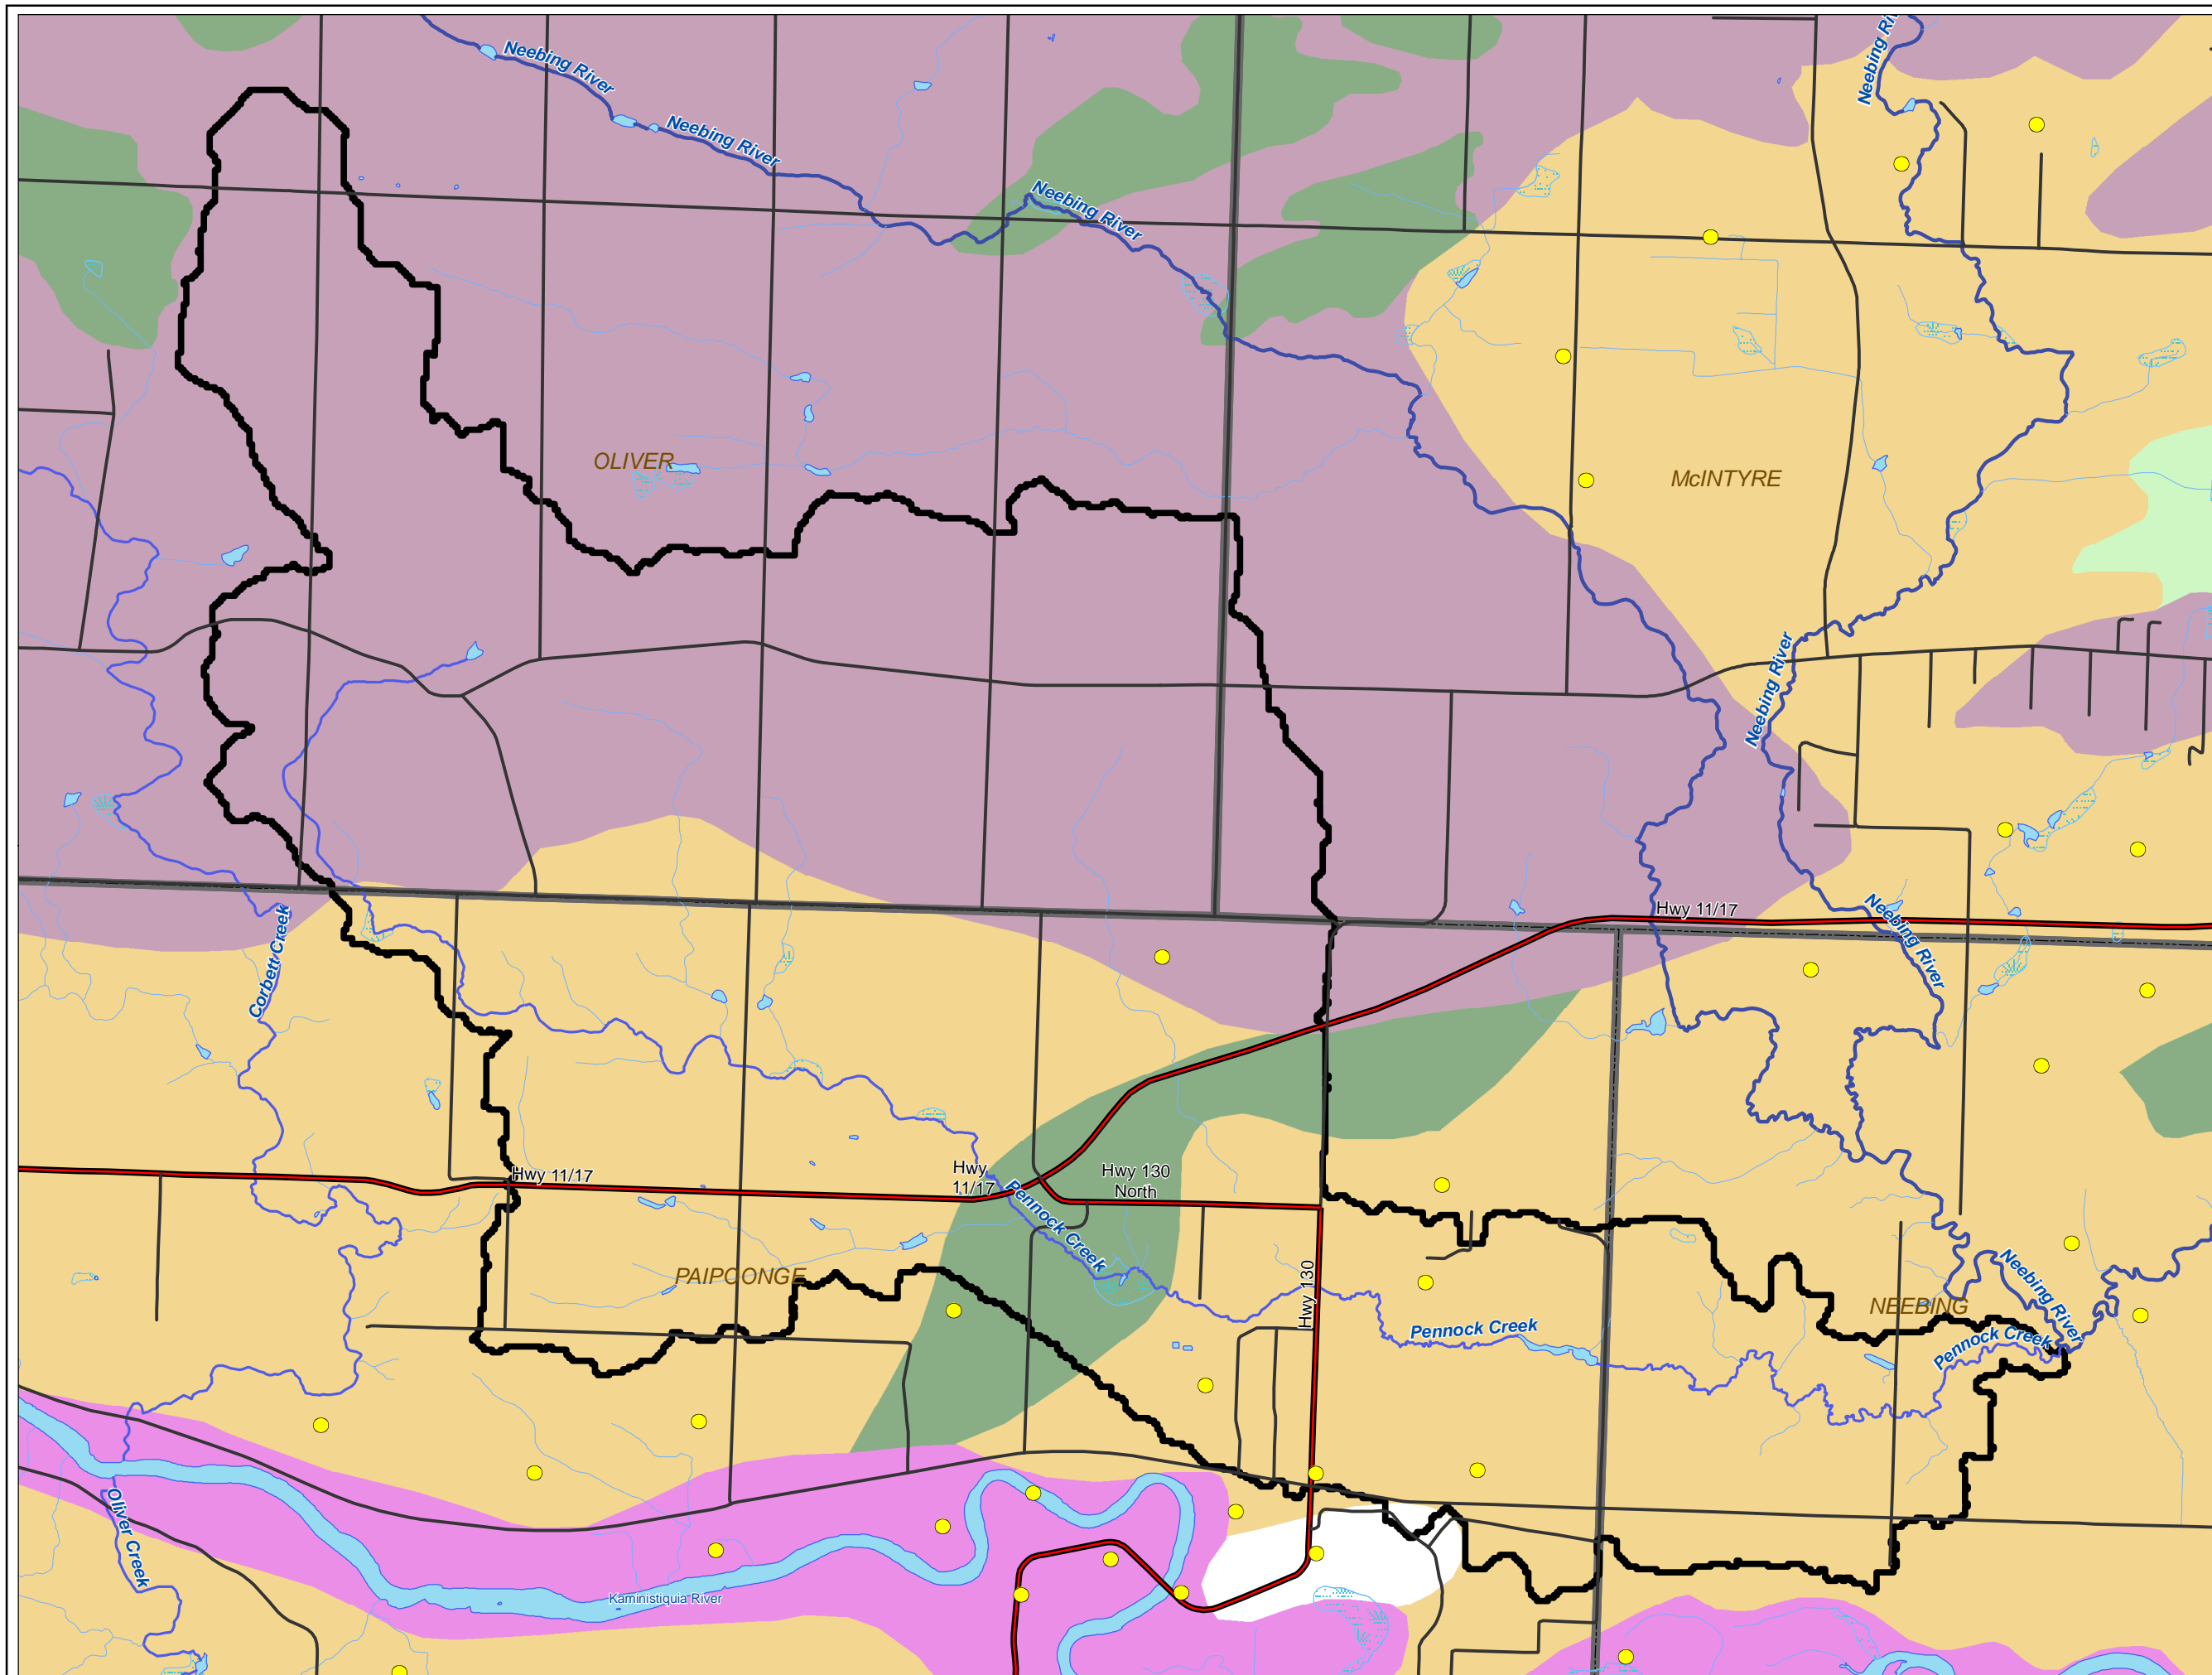 Neebing River
Neebing River
Neebing River
Neebing Riv
OLIVER
McINTYRE
Neebing River
Hwy 11/17
Neebing River
Corbett Creek
Hwy 11/17
Hwy
11/17
Hwy 130
North
Pennock Creek
PAIPOONGE
Hwy 130
Pennock Creek
NEEBING
Neebing River
Pennock Creek
Oliver Creek
Kaministiquia River